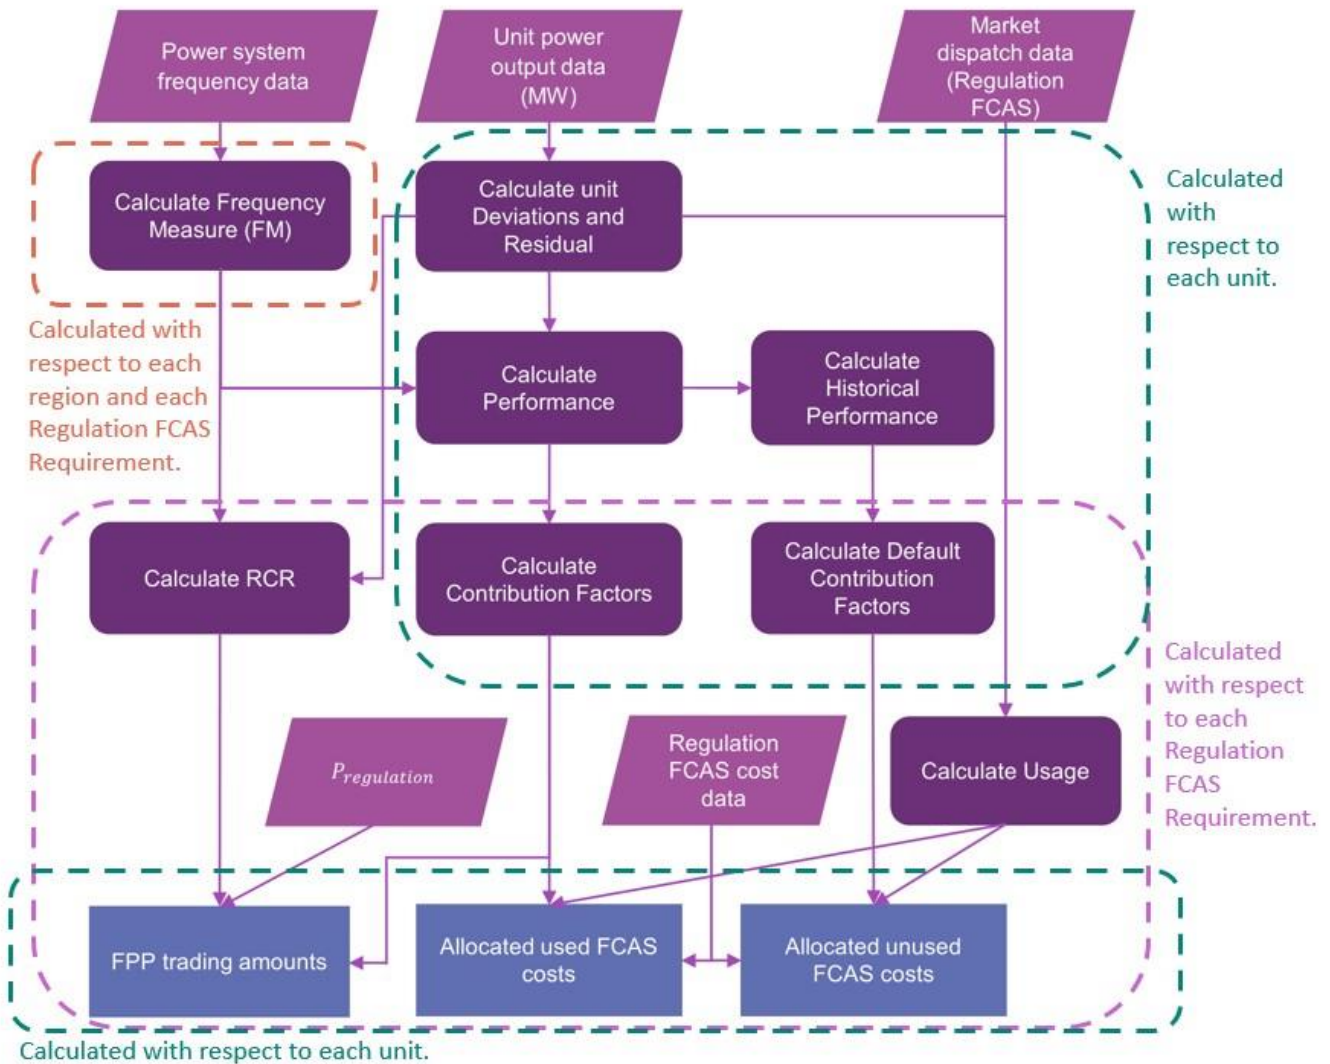 Power system
frequency data
Unit power
output data
(MW)
Market
dispatch data
(Regulation
FCAS)
Calculate Frequency
Measure (FM)
Calculate unit
Deviations and
Residual
Calculated
with
respect to
each unit.
Calculated with
respect to each
region and each
Regulation FCAS
Requirement.
Calculate
Performance
Calculate
Historical
Performance
Calculate RCR
Calculate
Contribution Factors
Calculate Default
Contribution
Factors
Calculated
with respect
to each
Regulation
FCAS
Requirement.
P_regulation
Regulation
FCAS cost
data
Calculate Usage
FPP trading amounts
Allocated used FCAS
costs
Allocated unused
FCAS costs
Calculated with respect to each unit.